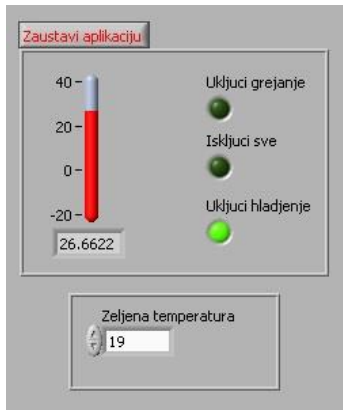 Zaustavi aplikaciju
40
20
0
-20
26.6622
Ukljuci grejanje
Iskljuci sve
Ukljuci hladjenje
Zeljena temperatura
19